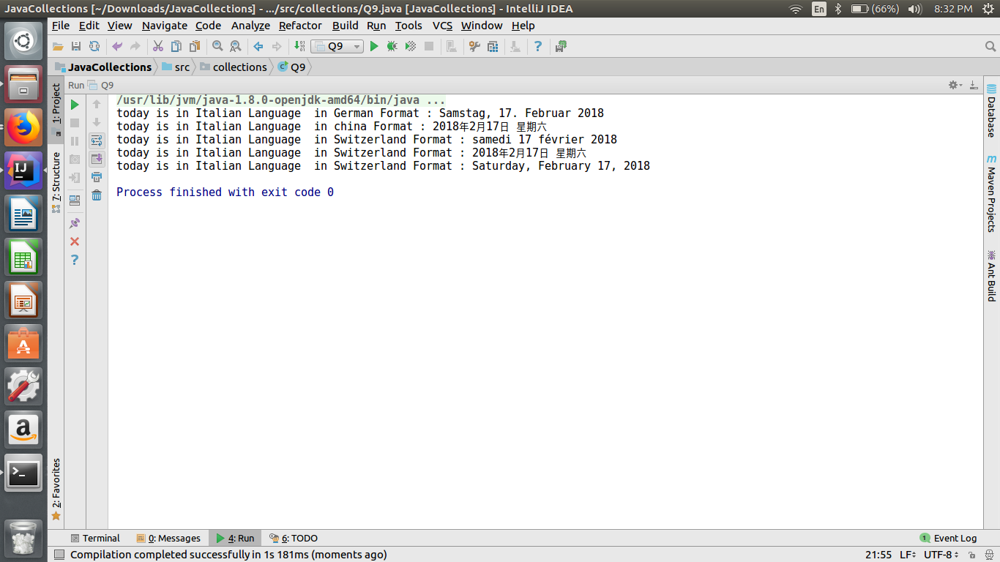 JavaCollections [~/Downloads/JavaCollections] - .../src/collections/Q9.java [JavaCollections] - IntelliJ IDEA
En
(66%)
8:32 PM
File Edit View Navigate Code Analyze Refactor Build Run Tools VCS Window Help
Q9
JavaCollections src collections Q9
Run Q9
1: Project
7: Structure
2: Favorites
/usr/lib/jvm/java-1.8.0-openjdk-amd64/bin/java ...
today is in Italian Language  in German Format : Samstag, 17. Februar 2018
today is in Italian Language  in china Format : 2018年2月17日 星期六
today is in Italian Language  in Switzerland Format : samedi 17 février 2018
today is in Italian Language  in Switzerland Format : 2018年2月17日 星期六
today is in Italian Language  in Switzerland Format : Saturday, February 17, 2018
Process finished with exit code 0
Database
Maven Projects
Ant Build
Terminal 0: Messages 4: Run 6: TODO
1 Event Log
Compilation completed successfully in 1s 181ms (moments ago)
21:55 LF UTF-8